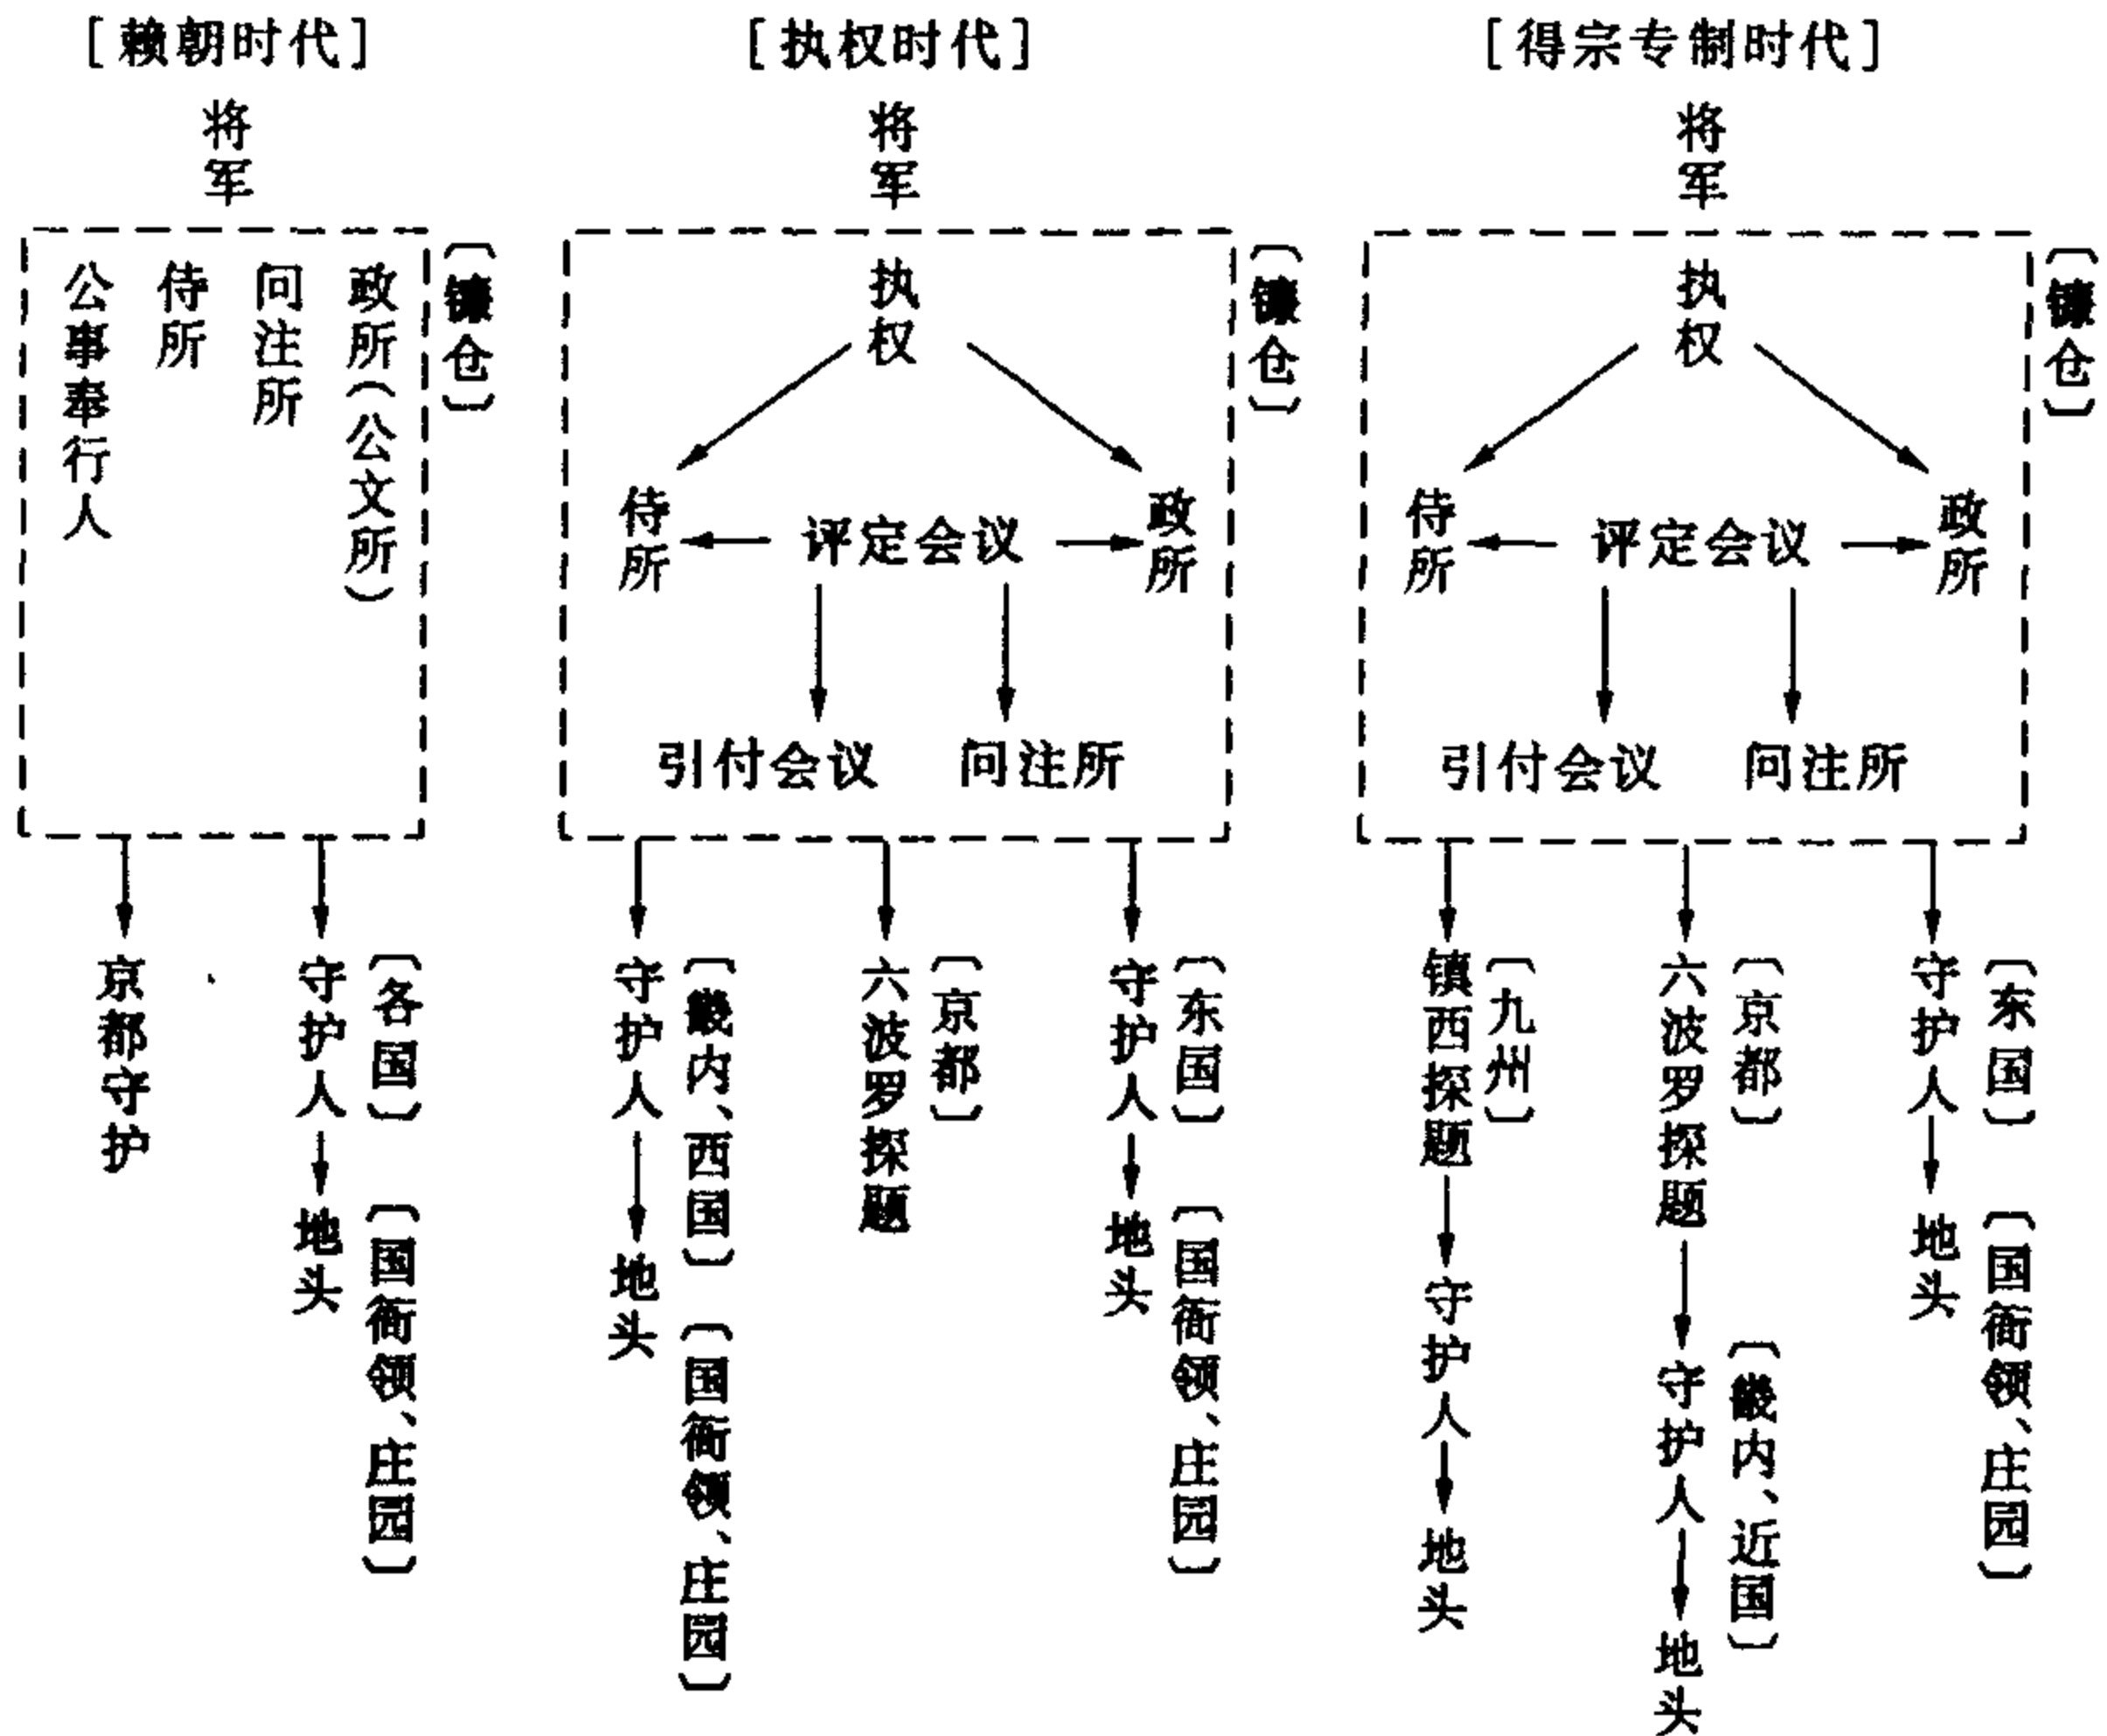 [赖朝时代]
将军
〔镰仓〕
政所(公文所)
问注所
侍所
公事奉行人
〔各国〕
守护人
京都守护
〔国衙领、庄园〕
地头
[执权时代]
将军
〔镰仓〕
执权
侍所
评定会议
政所
引付会议
问注所
〔东国〕
守护人
〔国衙领、庄园〕
地头
〔京都〕
六波罗探题
〔畿内、西国〕
守护人
〔国衙领、庄园〕
地头
[得宗专制时代]
将军
〔镰仓〕
执权
侍所
评定会议
政所
引付会议
问注所
〔东国〕
守护人
〔国衙领、庄园〕
地头
〔京都〕
六波罗探题
〔畿内、近国〕
守护人
地头
〔九州〕
镇西探题
守护人
地头